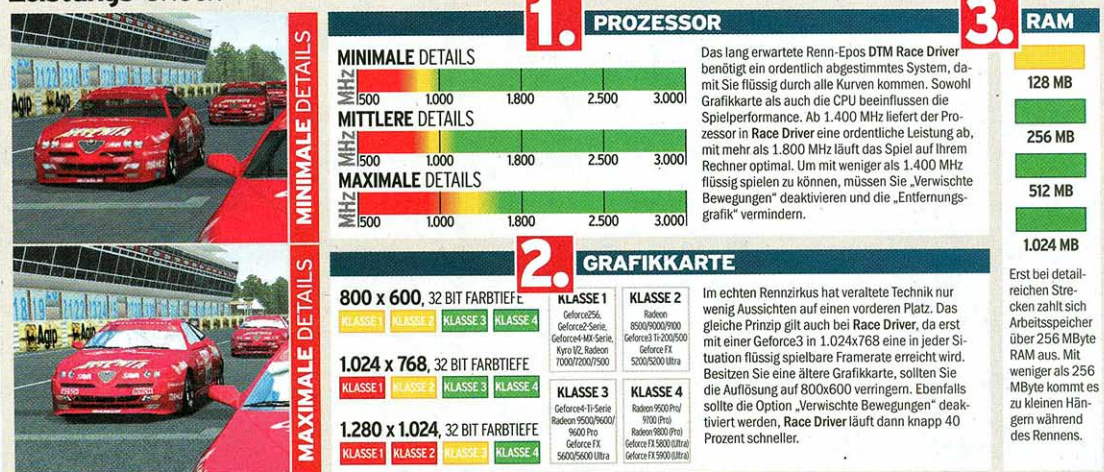 MINIMALE DETAILS
MAXIMALE DETAILS
1.
PROZESSOR
MINIMALE DETAILS
MHz
500 1.000 1.800 2.500 3.000
MITTLERE DETAILS
MHz
500 1.000 1.800 2.500 3.000
MAXIMALE DETAILS
MHz
500 1.000 1.800 2.500 3.000
Das lang erwartete Renn-Epos DTM Race Driver
benötigt ein ordentlich abgestimmtes System, da-
mit Sie flüssig durch alle Kurven kommen. Sowohl
Grafikkarte als auch die CPU beeinflussen die
Spielperformance. Ab 1.400 MHz liefert der Pro-
zessor in Race Driver eine ordentliche Leistung ab,
mit mehr als 1.800 MHz läuft das Spiel auf Ihrem
Rechner optimal. Um mit weniger als 1.400 MHz
flüssig spielen zu können, müssen Sie „Verwischte
Bewegungen" deaktivieren und die „Entfernungs-
grafik" vermindern.
2.
GRAFIKKARTE
800 x 600, 32 BIT FARBTIEFE
KLASSE 1 KLASSE 2 KLASSE 3 KLASSE 4
1.024 x 768, 32 BIT FARBTIEFE
KLASSE 1 KLASSE 2 KLASSE 3 KLASSE 4
1.280 x 1.024, 32 BIT FARBTIEFE
KLASSE 1 KLASSE 2 KLASSE 3 KLASSE 4
KLASSE 1
Geforce256,
Geforce2-Serie,
Geforce4-MX-Serie,
Kyro I/2, Radeon
7000/7200/7500
KLASSE 2
Radeon
8500/9000/9100
Geforce3 Ti-200/500
Geforce FX
5200/5200 Ultra
KLASSE 3
Geforce4-Ti-Serie
Radeon 9500/9600/
9600 Pro
Geforce FX
5600/5600 Ultra
KLASSE 4
Radeon 9500 Pro/
9700 (Pro)
Radeon 9800 (Pro)
Geforce FX 5800 (Ultra)
Geforce FX 5900 (Ultra)
Im echten Rennzirkus hat veraltete Technik nur
wenig Aussichten auf einen vorderen Platz. Das
gleiche Prinzip gilt auch bei Race Driver, da erst
mit einer Geforce3 in 1.024x768 eine in jeder Si-
tuation flüssig spielbare Framerate erreicht wird.
Besitzen Sie eine ältere Grafikkarte, sollten Sie
die Auflösung auf 800x600 verringern. Ebenfalls
sollte die Option „Verwischte Bewegungen" deak-
tiviert werden, Race Driver läuft dann knapp 40
Prozent schneller.
3.
RAM
128 MB
256 MB
512 MB
1.024 MB
Erst bei detail-
reichen Stre-
cken zahlt sich
Arbeitsspeicher
über 256 MByte
RAM aus. Mit
weniger als 256
MByte kommt es
zu kleinen Hän-
gern während
des Rennens.
Agip
Agip